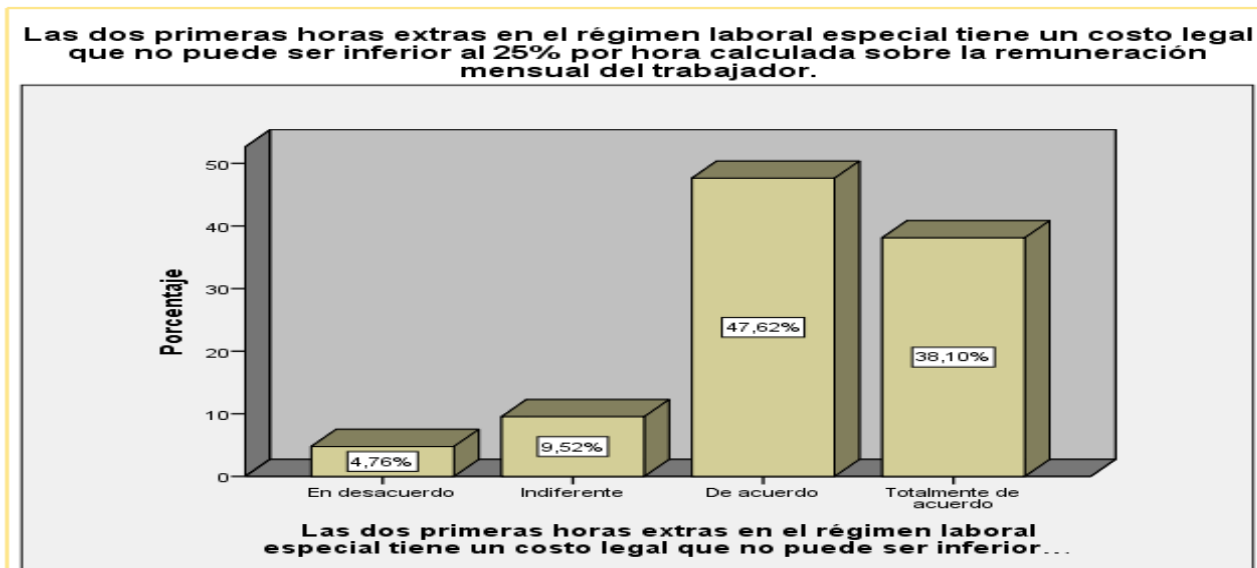 Las dos primeras horas extras en el régimen laboral especial tiene un costo legal
que no puede ser inferior al 25% por hora calculada sobre la remuneración
mensual del trabajador.
Porcentaje
50
40
30
20
10
0
4,76%
9,52%
47,62%
38,10%
En desacuerdo
Indiferente
De acuerdo
Totalmente de
acuerdo
Las dos primeras horas extras en el régimen laboral
especial tiene un costo legal que no puede ser inferior...